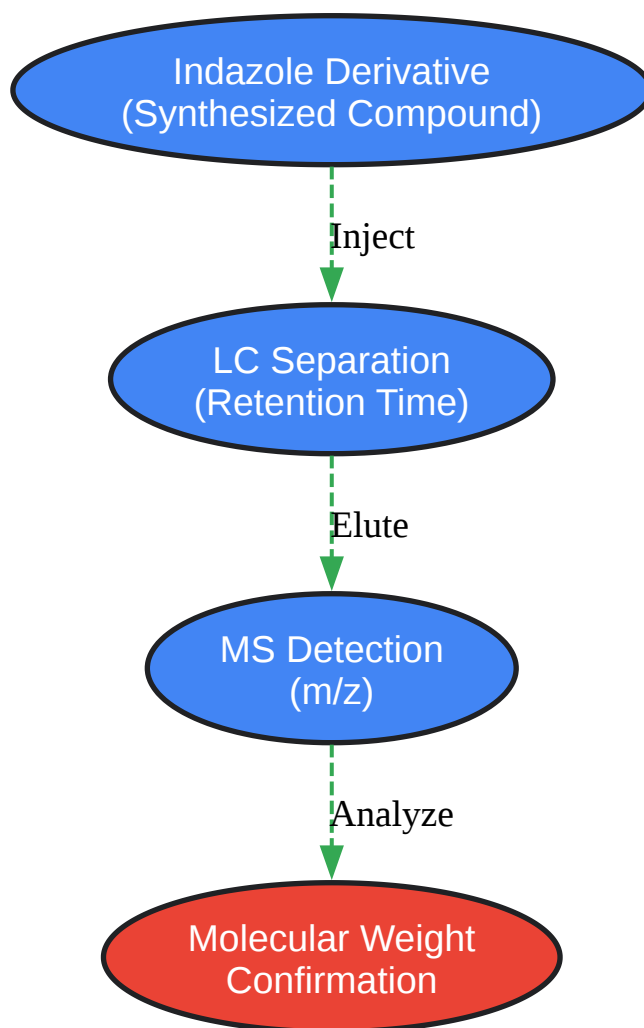 Indazole Derivative
(Synthesized Compound)
Inject
LC Separation
(Retention Time)
Elute
MS Detection
(m/z)
Analyze
Molecular Weight
Confirmation